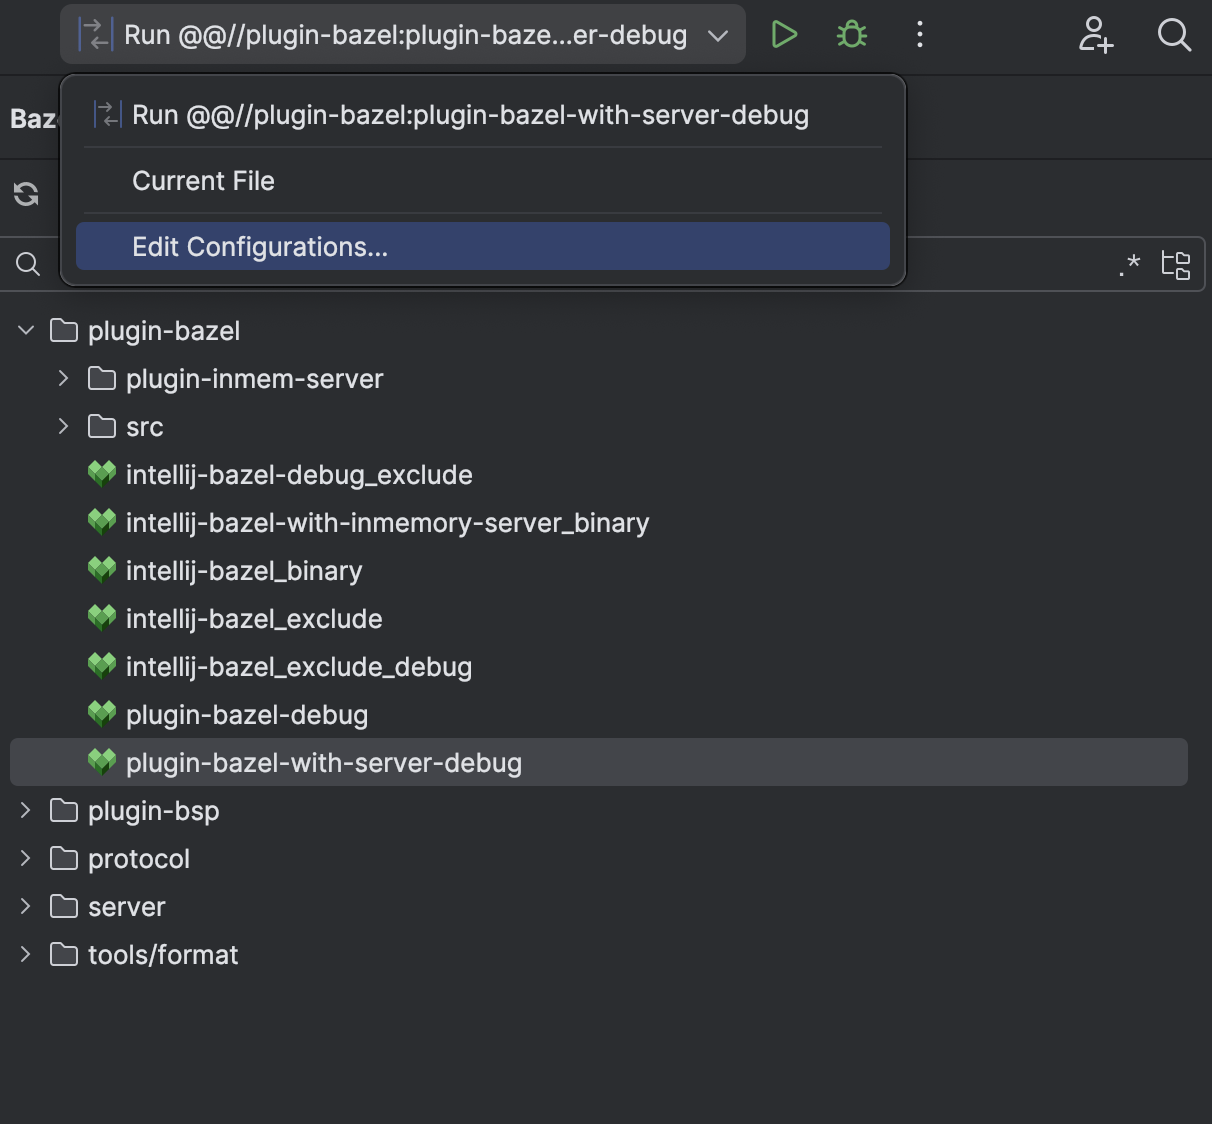 Run @@//plugin-bazel:plugin-baze...er-debug
Run @@//plugin-bazel:plugin-bazel-with-server-debug
Baz
Current File
Edit Configurations...
.*
plugin-bazel
plugin-inmem-server
src
intellij-bazel-debug_exclude
intellij-bazel-with-inmemory-server_binary
intellij-bazel_binary
intellij-bazel_exclude
intellij-bazel_exclude_debug
plugin-bazel-debug
plugin-bazel-with-server-debug
plugin-bsp
protocol
server
tools/format